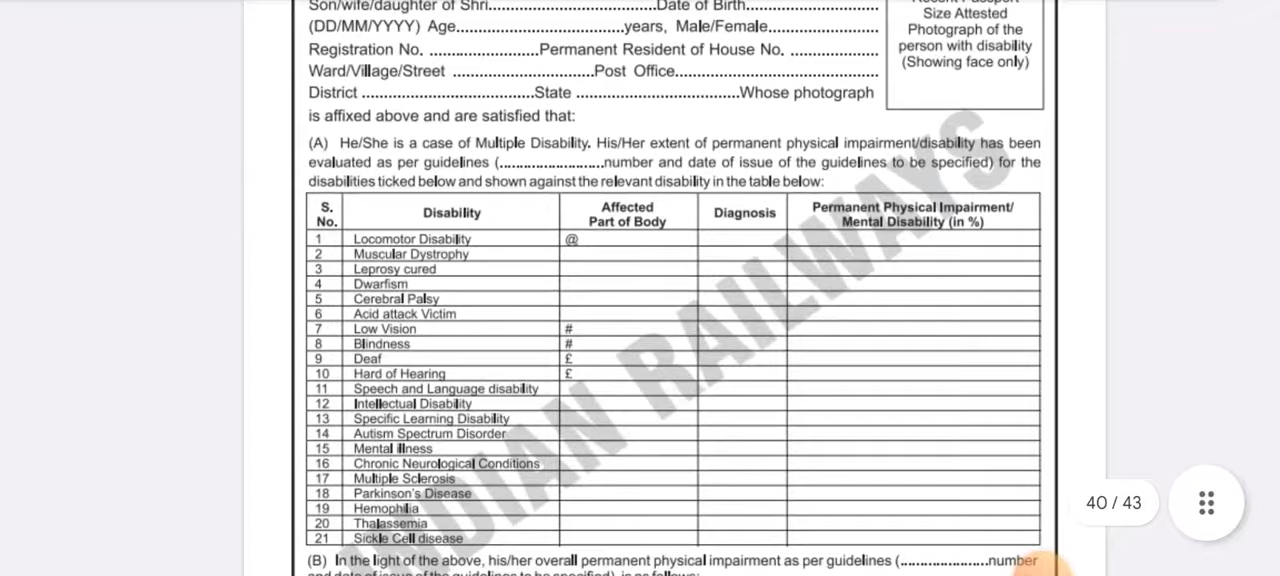 Son/wife/daughter of Shri............................................Date of Birth...................................
(DD/MM/YYYY) Age............................................years, Male/Female.............................
Registration No. .............................Permanent Resident of House No. .......................
Ward/Village/Street .....................................Post Office.....................................................
District .............................................State ...........................................Whose photograph
is affixed above and are satisfied that:
Size Attested
Photograph of the
person with disability
(Showing face only)
(A) He/She is a case of Multiple Disability. His/Her extent of permanent physical impairment/disability has been
evaluated as per guidelines (..........................number and date of issue of the guidelines to be specified) for the
disabilities ticked below and shown against the relevant disability in the table below:
S. No. Disability Affected Part of Body Diagnosis Permanent Physical Impairment/ Mental Disability (in %)
1 Locomotor Disability @
2 Muscular Dystrophy
3 Leprosy cured
4 Dwarfism
5 Cerebral Palsy
6 Acid attack Victim
7 Low Vision #
8 Blindness #
9 Deaf £
10 Hard of Hearing £
11 Speech and Language disability
12 Intellectual Disability
13 Specific Learning Disability
14 Autism Spectrum Disorder
15 Mental illness
16 Chronic Neurological Conditions
17 Multiple Sclerosis
18 Parkinson's Disease
19 Hemophilia
20 Thalassemia
21 Sickle Cell disease
(B) In the light of the above, his/her overall permanent physical impairment as per guidelines (......................number
INDIAN RAILWAYS
40 / 43